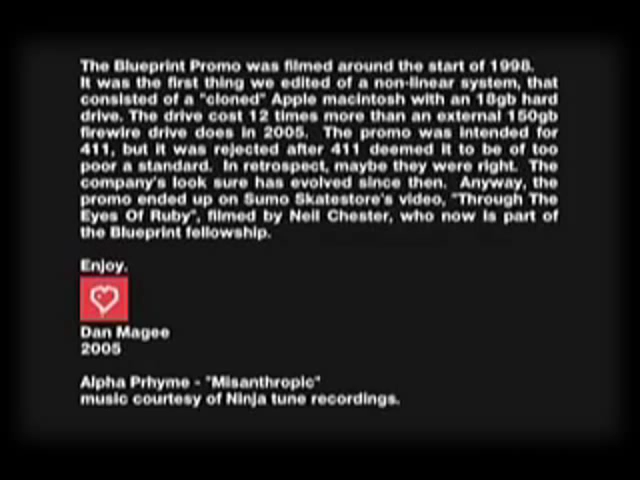 The Blueprint Promo was filmed around the start of 1998.
It was the first thing we edited of a non-linear system, that
consisted of a "cloned" Apple macintosh with an 18gb hard
drive. The drive cost 12 times more than an external 150gb
firewire drive does in 2005. The promo was intended for
411, but it was rejected after 411 deemed it to be of too
poor a standard. In retrospect, maybe they were right. The
company's look sure has evolved since then. Anyway, the
promo ended up on Sumo Skatestore's video, "Through The
Eyes Of Ruby", filmed by Neil Chester, who now is part of
the Blueprint fellowship.
Enjoy.
Dan Magee
2005
Alpha Prhyme - "Misanthropic"
music courtesy of Ninja tune recordings.